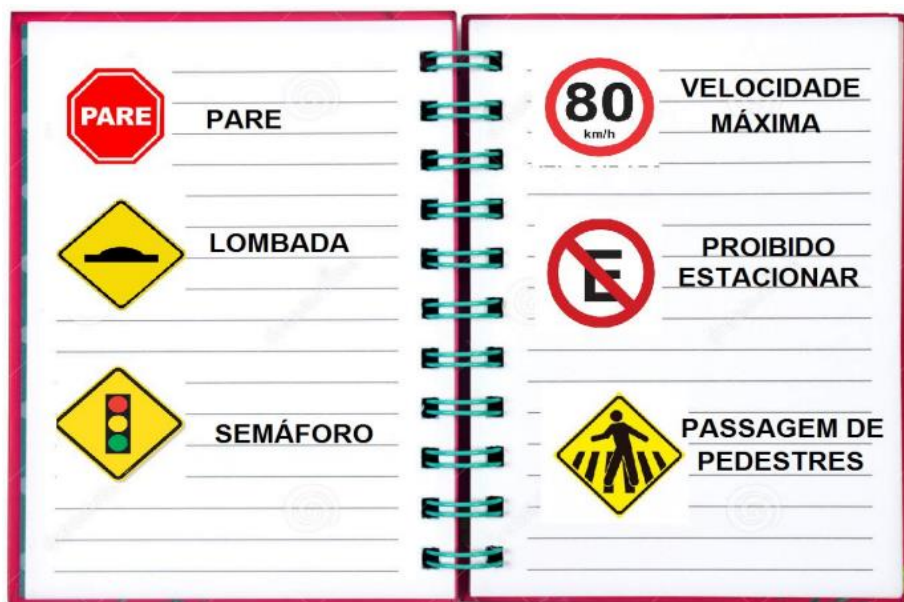 PARE
PARE
LOMBADA
SEMÁFORO
80
km/h
VELOCIDADE
MÁXIMA
E
PROIBIDO
ESTACIONAR
PASSAGEM DE
PEDESTRES